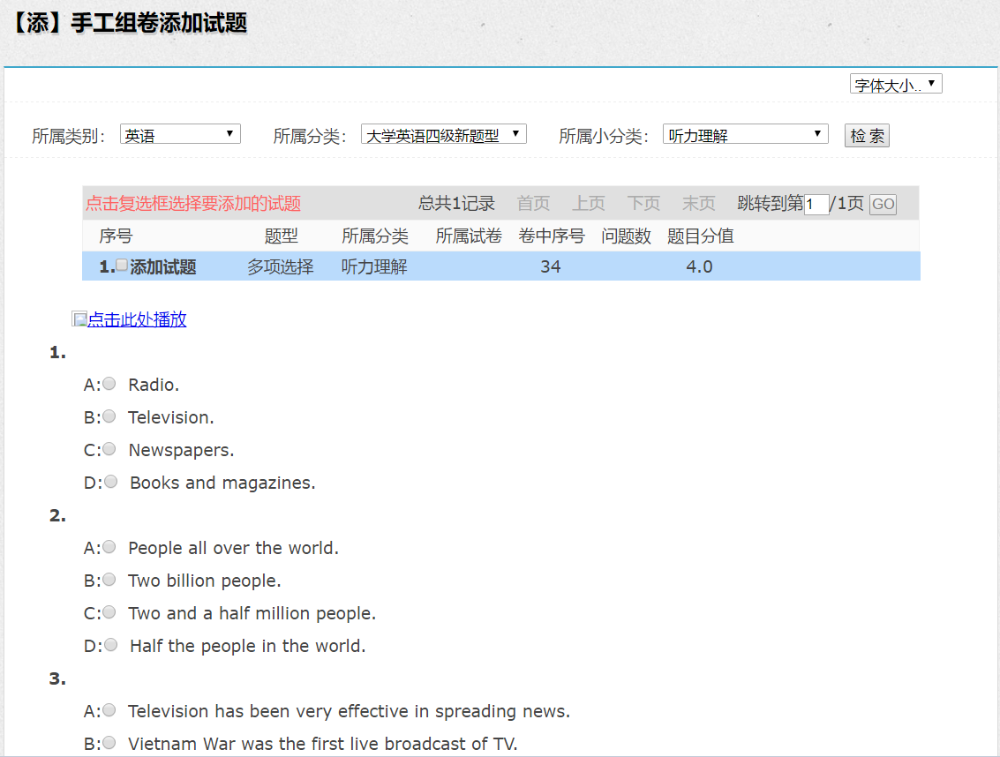 【添】手工组卷添加试题
字体大小..
所属类别： 英语 所属分类： 大学英语四级新题型 所属小分类： 听力理解 检 索
点击复选框选择要添加的试题 总共1记录 首页 上页 下页 末页 跳转到第1/1页 GO
序号 题型 所属分类 所属试卷 卷中序号 问题数 题目分值
1. 添加试题 多项选择 听力理解 34 4.0
点击此处播放
1.
A: Radio.
B: Television.
C: Newspapers.
D: Books and magazines.
2.
A: People all over the world.
B: Two billion people.
C: Two and a half million people.
D: Half the people in the world.
3.
A: Television has been very effective in spreading news.
B: Vietnam War was the first live broadcast of TV.